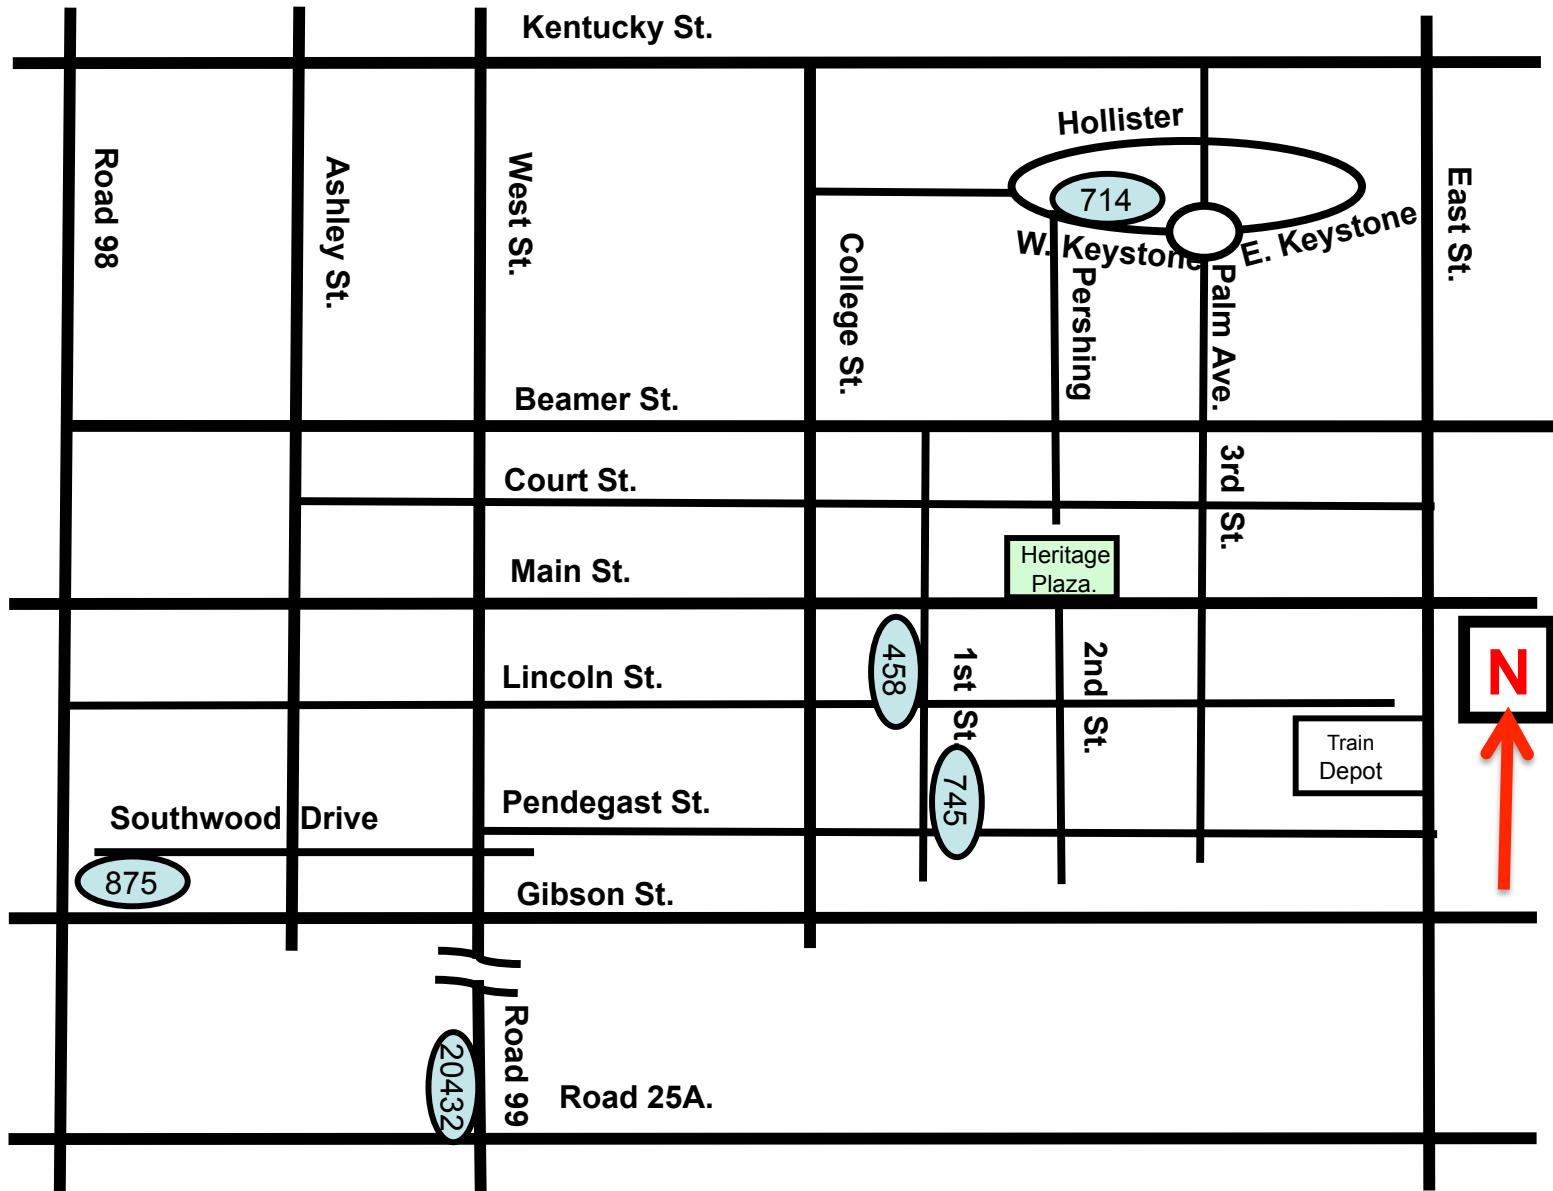 Kentucky St.
Hollister
Road 98
Ashley St.
West St.
College St.
714
W. Keystone
E. Keystone
East St.
Pershing
Palm Ave.
Beamer St.
Court St.
3rd St.
Main St.
Heritage
Plaza.
Lincoln St.
458
1st St.
2nd St.
N
Train
Depot
Pendegast St.
745
Southwood Drive
875
Gibson St.
20432
Road 99
Road 25A.